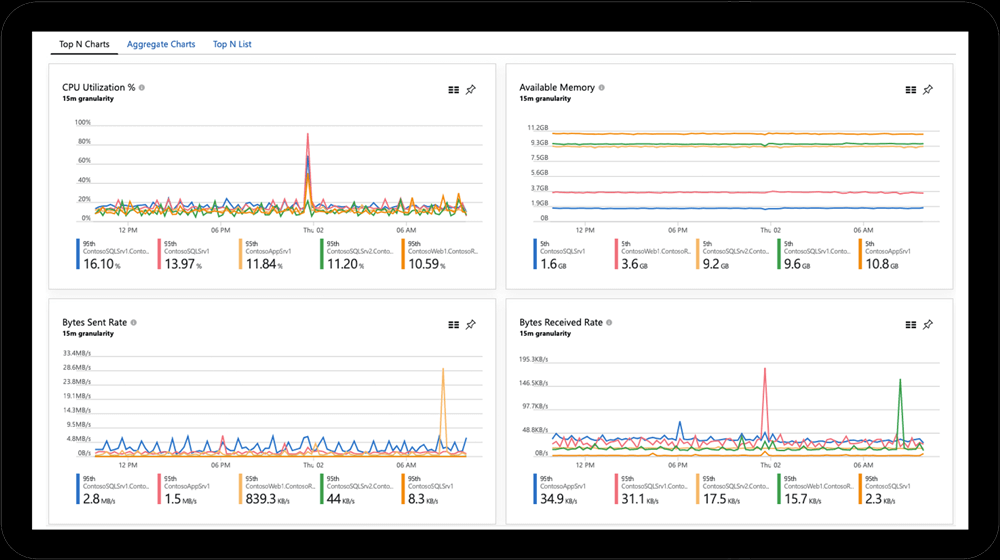 Top N Charts Aggregate Charts Top N List
CPU Utilization %
15m granularity
100%
80%
60%
40%
20%
0%
12 PM 06 PM Thu 02 06 AM
95th 95th 95th 95th 95th
ContosoSQLSrv1.Conto... ContosoSQLSrv1 ContosoAppSrv1 ContosoSQLSrv2.Conto... ContosoWeb1.ContosoR...
16.10 % 13.97 % 11.84 % 11.20 % 10.59 %
Available Memory
15m granularity
11.2GB
9.3GB
7.5GB
5.6GB
3.7GB
1.9GB
0B
12 PM 06 PM Thu 02 06 AM
5th 5th 5th 5th 5th
ContosoSQLSrv1.Conto... ContosoWeb1.ContosoR... ContosoSQLSrv2.Conto... ContosoSQLSrv1 ContosoAppSrv1
1.6 GB 3.6 GB 9.2 GB 9.6 GB 10.8 GB
Bytes Sent Rate
15m granularity
33.4MB/s
28.6MB/s
23.8MB/s
19.1MB/s
14.3MB/s
9.5MB/s
4.8MB/s
0B/s
12 PM 06 PM Thu 02 06 AM
95th 95th 95th 95th 95th
ContosoSQLSrv1.Conto... ContosoAppSrv1 ContosoWeb1.ContosoR... ContosoSQLSrv2.Conto... ContosoSQLSrv1
2.8 MB/s 1.5 MB/s 839.3 KB/s 44 KB/s 8.3 KB/s
Bytes Received Rate
15m granularity
195.3KB/s
146.5KB/s
97.7KB/s
48.8KB/s
0B/s
12 PM 06 PM Thu 02 06 AM
95th 95th 95th 95th 95th
ContosoAppSrv1 ContosoSQLSrv1.Conto... ContosoSQLSrv2.Conto... ContosoWeb1.ContosoR... ContosoSQLSrv1
34.9 KB/s 31.1 KB/s 17.5 KB/s 15.7 KB/s 2.3 KB/s